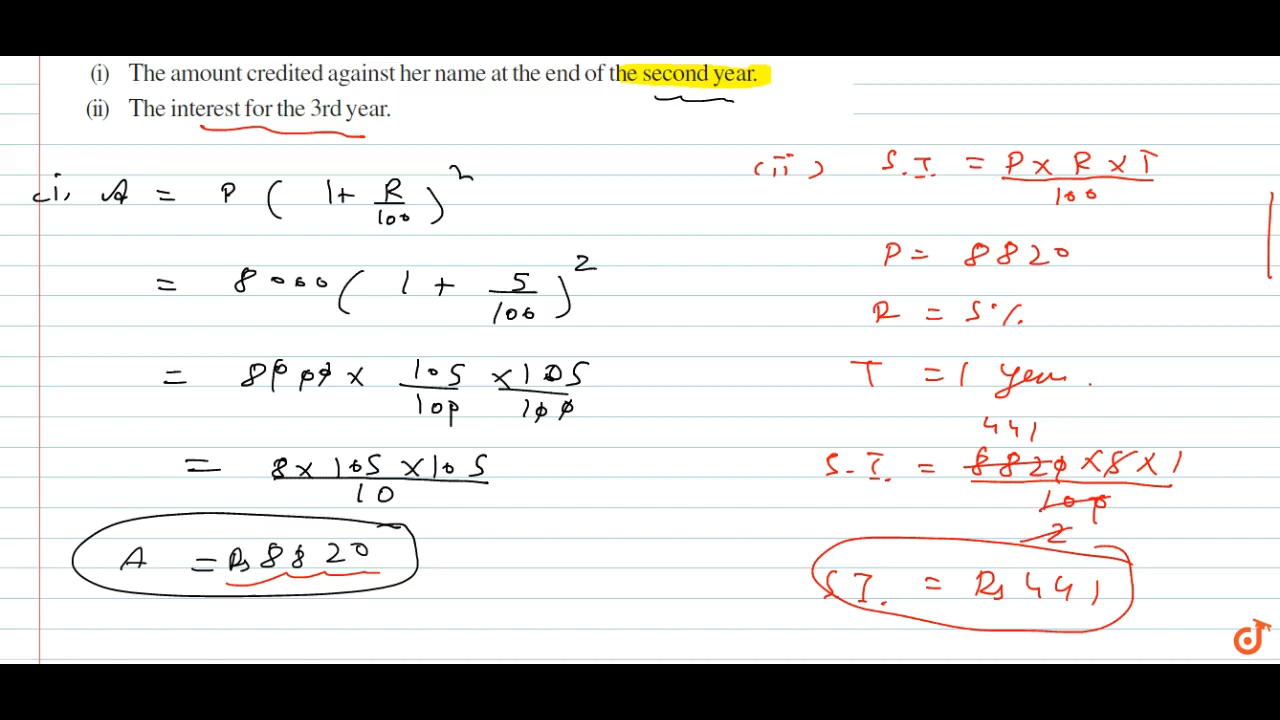 (i) The amount credited against her name at the end of the second year.
(ii) The interest for the 3rd year.
(i) A = P ( 1 + R/100 )^n
= 8000 ( 1 + 5/100 )^2
= 8000 × 105/100 × 105/100
= 8 × 105 × 105 / 10
A = Rs 8820
(ii) S.I. = P × R × T / 100
P = 8820
R = 5%
T = 1 year.
441
S.I. = 8820 × 5 × 1 / 100
2
S.I. = Rs 441